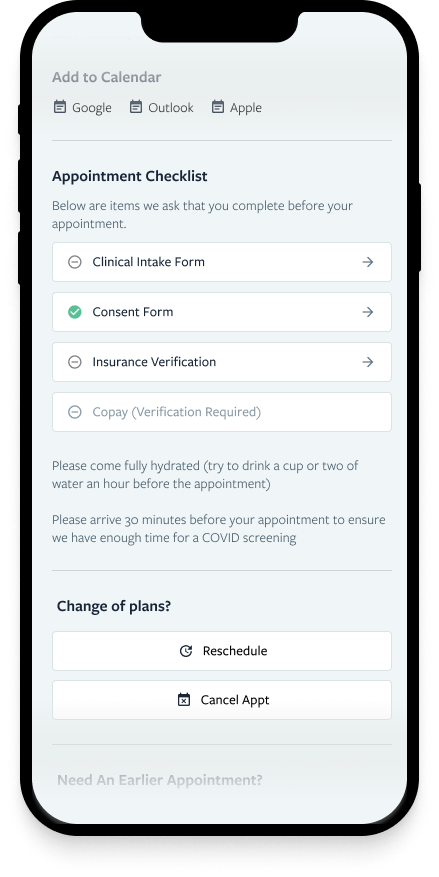 Add to Calendar
Google Outlook Apple
Appointment Checklist
Below are items we ask that you complete before your
appointment.
Clinical Intake Form
Consent Form
Insurance Verification
Copay (Verification Required)
Please come fully hydrated (try to drink a cup or two of
water an hour before the appointment)
Please arrive 30 minutes before your appointment to ensure
we have enough time for a COVID screening
Change of plans?
Reschedule
Cancel Appt
Need An Earlier Appointment?